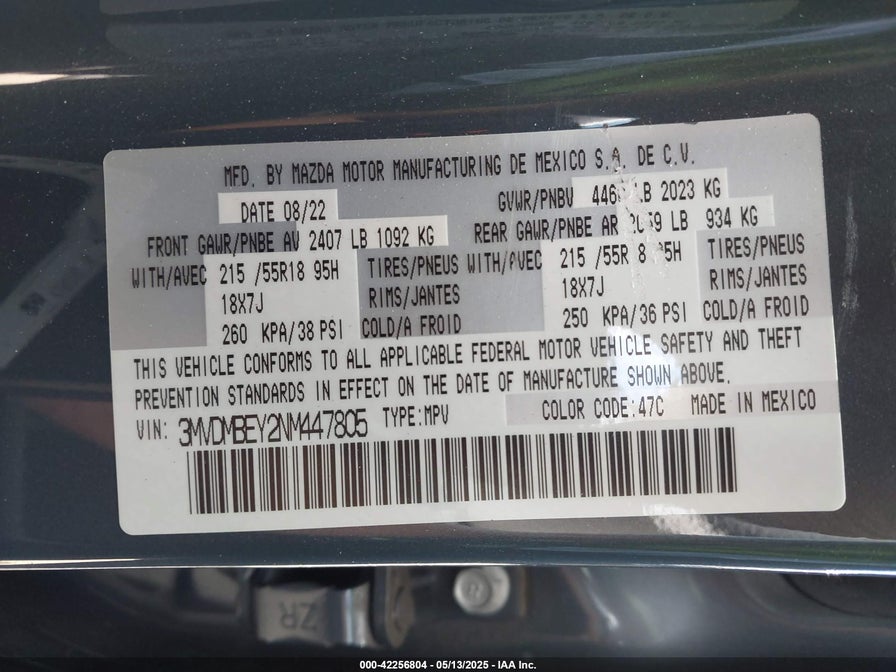 MFD. BY MAZDA MOTOR MANUFACTURING DE MEXICO S.A. DE C.V.
DATE 08/22 GVWR/PNBV LB 2023 KG
FRONT GAWR/PNBE AV 2407 LB 1092 KG REAR GAWR/PNBE AR LB 934 KG
WITH/AVEC 215 /55R18 95H TIRES/PNEUS WITH/AVEC 215 /55R TIRES/PNEUS
18X7J RIMS/JANTES 18X7J RIMS/JANTES
260 KPA/38 PSI COLD/A FROID 250 KPA/36 PSI COLD/A FROID
THIS VEHICLE CONFORMS TO ALL APPLICABLE FEDERAL MOTOR VEHICLE SAFETY AND THEFT
PREVENTION STANDARDS IN EFFECT ON THE DATE OF MANUFACTURE SHOWN ABOVE.
VIN: 3MVDMBEY2NM447805 TYPE:MPV COLOR CODE:47C MADE IN MEXICO
ZR
000-42256804 - 05/13/2025 - IAA Inc.